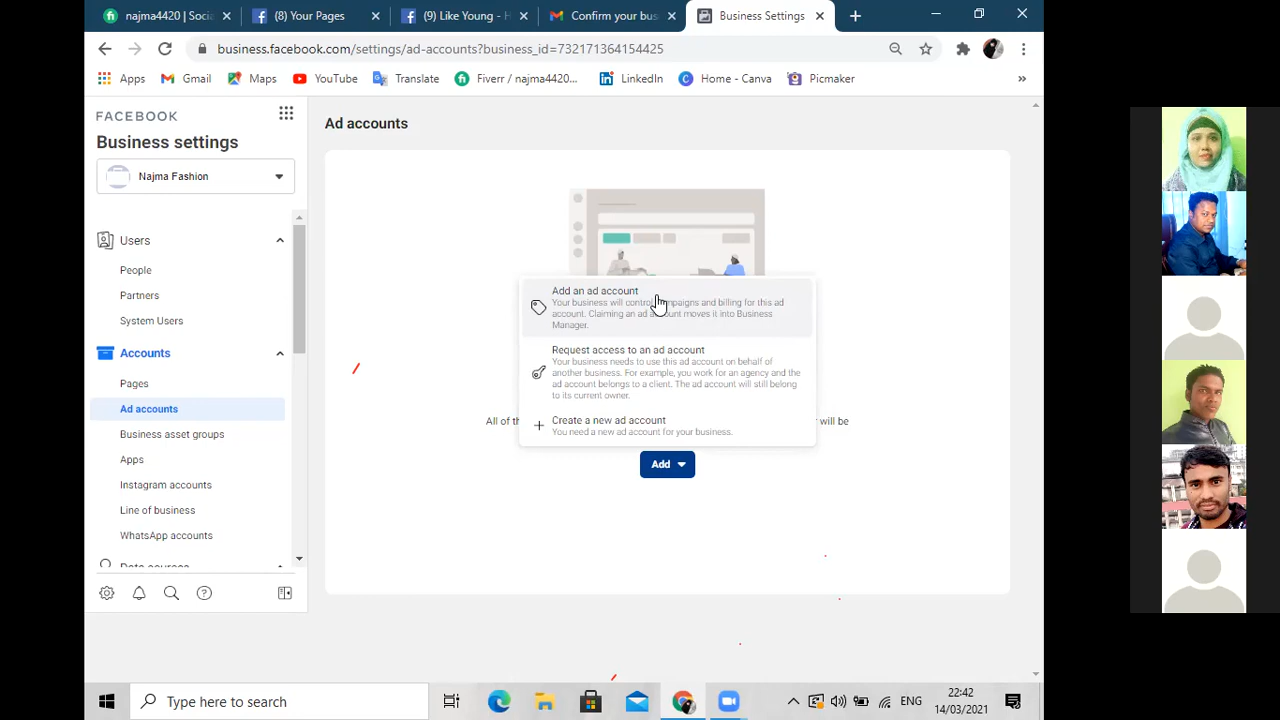 najma4420 | Socia
(8) Your Pages
(9) Like Young - H
Confirm your bus
Business Settings
business.facebook.com/settings/ad-accounts?business_id=732171364154425
Apps
Gmail
Maps
YouTube
Translate
Fiverr / najma4420...
LinkedIn
Home - Canva
Picmaker
FACEBOOK
Business settings
Najma Fashion
Users
People
Partners
System Users
Accounts
Pages
Ad accounts
Business asset groups
Apps
Instagram accounts
Line of business
WhatsApp accounts
Ad accounts
Add an ad account
Your business will control campaigns and billing for this ad
account. Claiming an ad account moves it into Business
Manager.
Request access to an ad account
Your business needs to use this ad account on behalf of
another business. For example, you work for an agency and the
ad account belongs to a client. The ad account will still belong
to its current owner.
Create a new ad account
You need a new ad account for your business.
All of th
will be
Add
Type here to search
ENG
22:42
14/03/2021